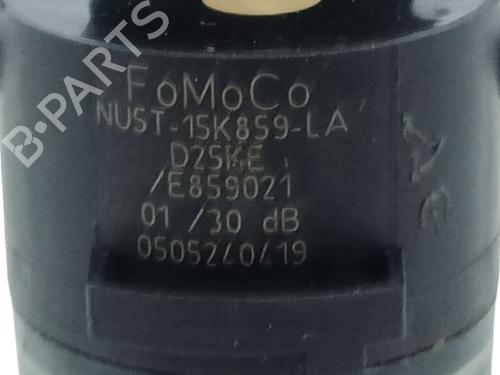 B-PARTS
FoMoCo
NU5T-15K859-LA
D25KE
/E859021
01 /30 dB
0505240419